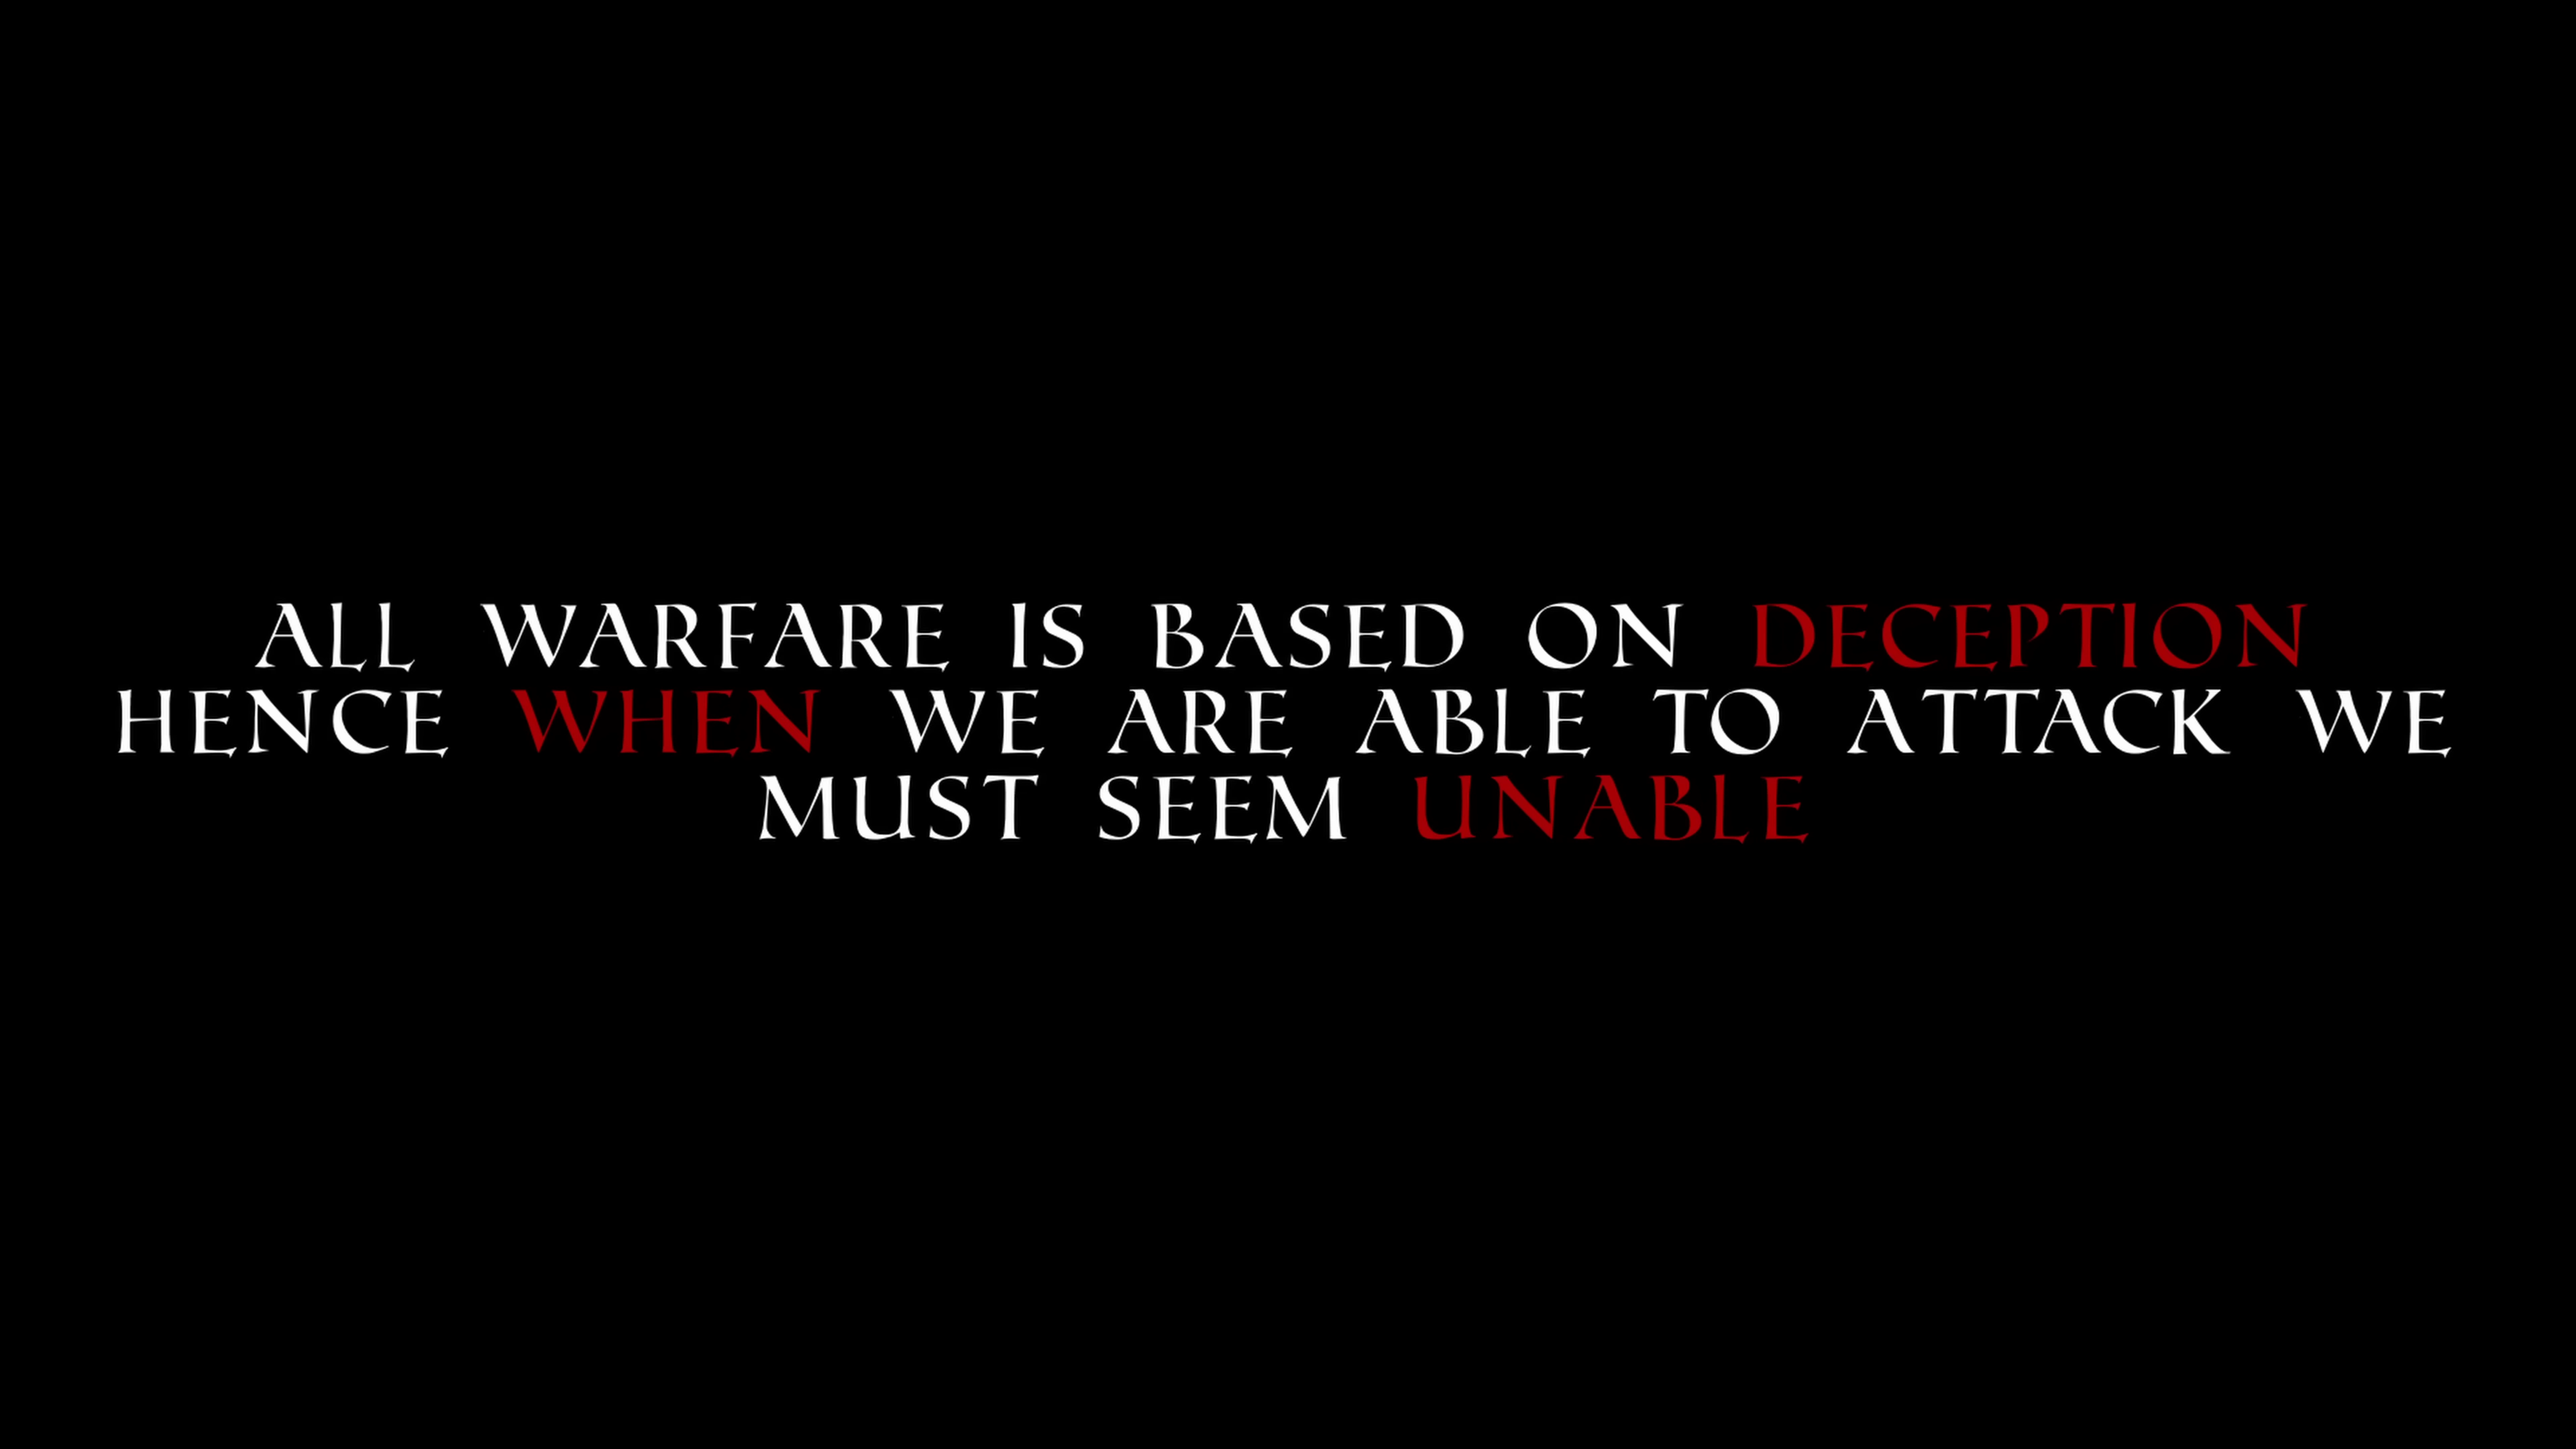 ALL WARFARE IS BASED ON DECEPTION
HENCE WHEN WE ARE ABLE TO ATTACK WE
MUST SEEM UNABLE